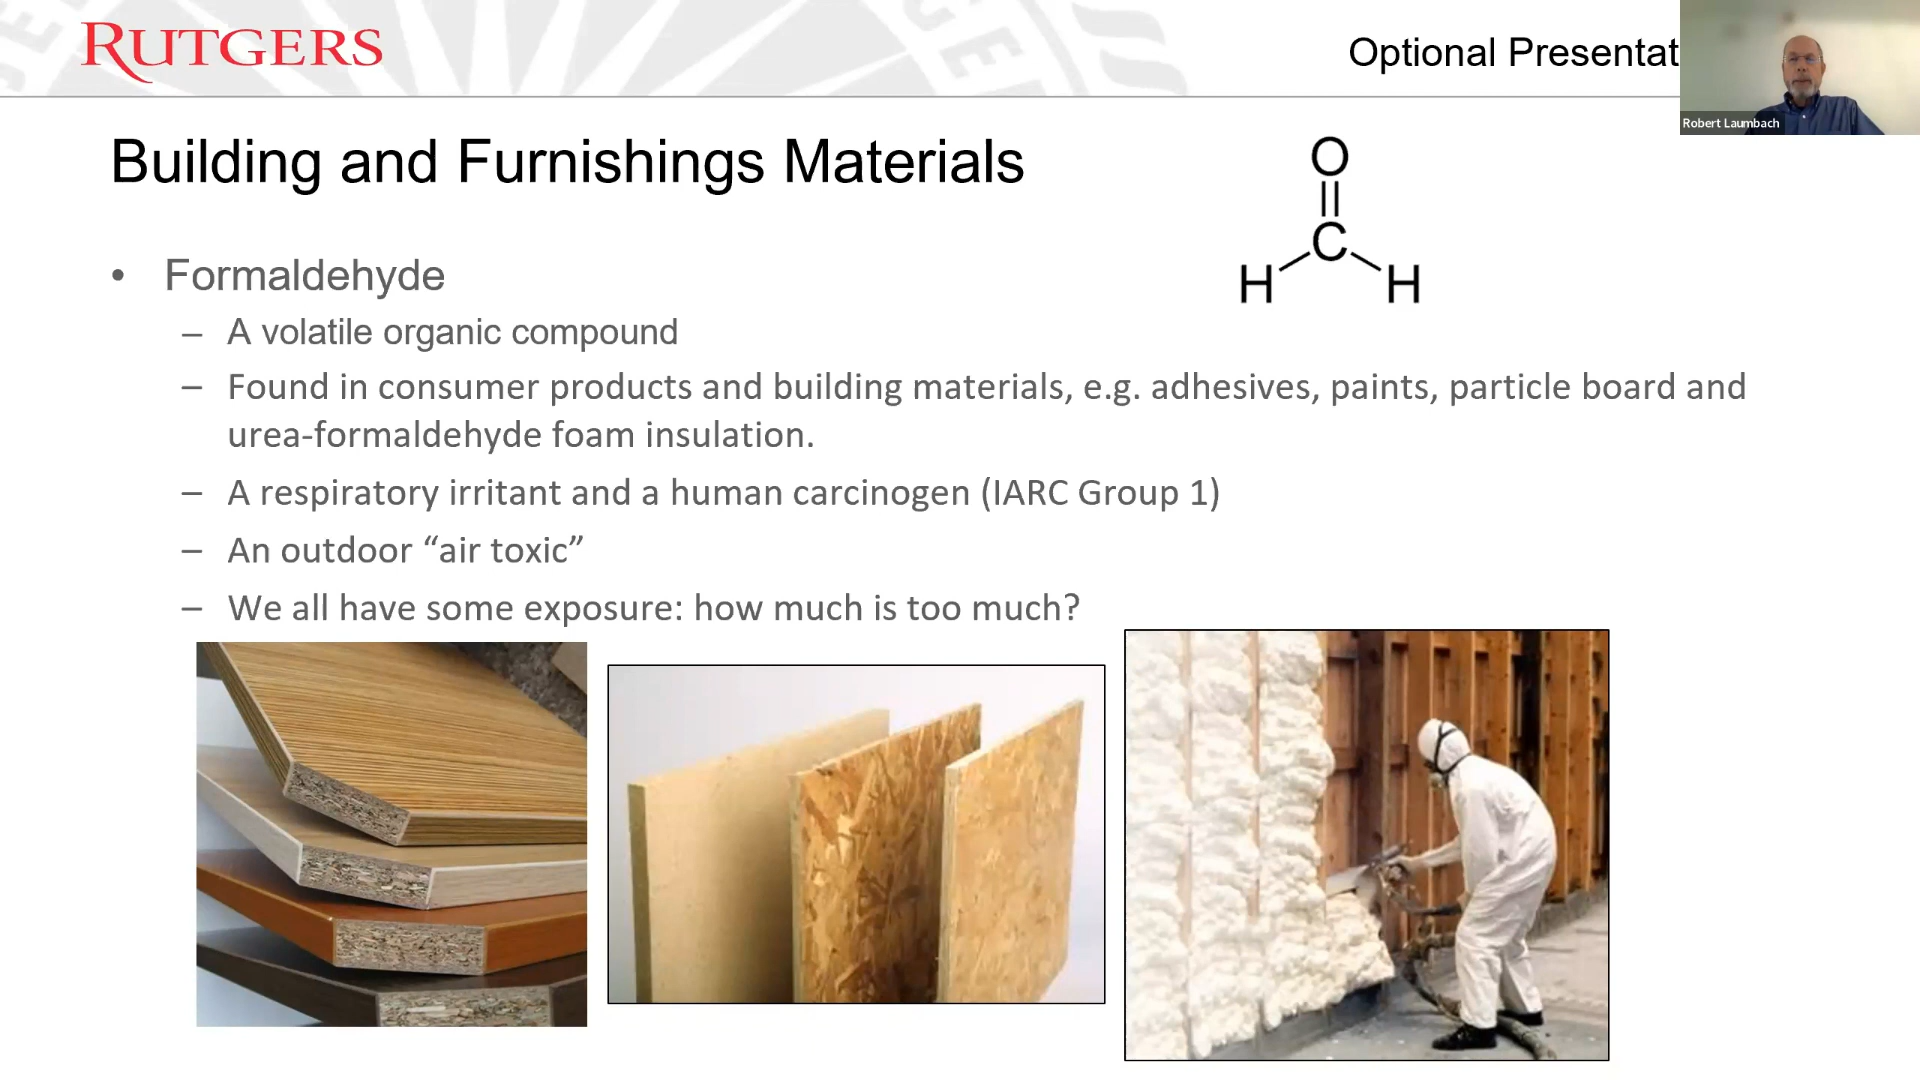 RUTGERS
Optional Presentat
Robert Laumbach
Building and Furnishings Materials
O
C
H H
• Formaldehyde
– A volatile organic compound
– Found in consumer products and building materials, e.g. adhesives, paints, particle board and
urea-formaldehyde foam insulation.
– A respiratory irritant and a human carcinogen (IARC Group 1)
– An outdoor “air toxic”
– We all have some exposure: how much is too much?